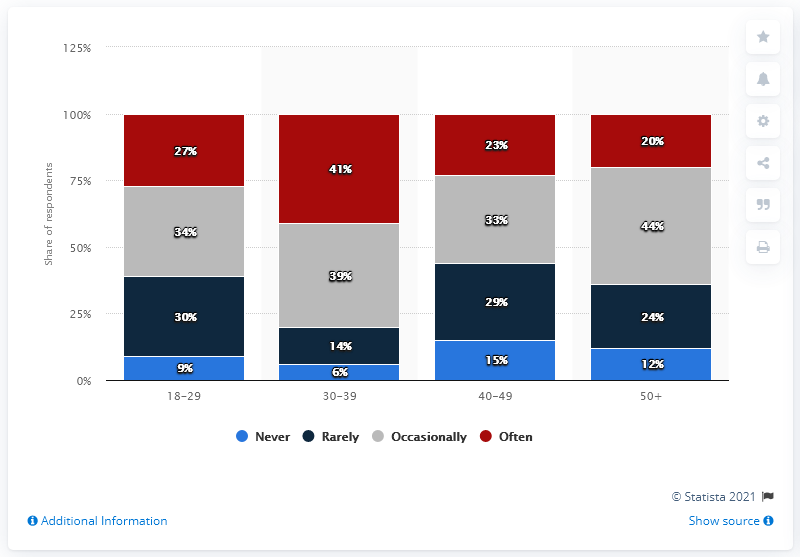 125%
100%
75%
50%
25%
0%
Share of respondents
27% 41% 23% 20%
34% 39% 33% 44%
30% 14% 29% 24%
9% 6% 15% 12%
18–29 30–39 40–49 50+
Never Rarely Occasionally Often
© Statista 2021
Additional Information Show source